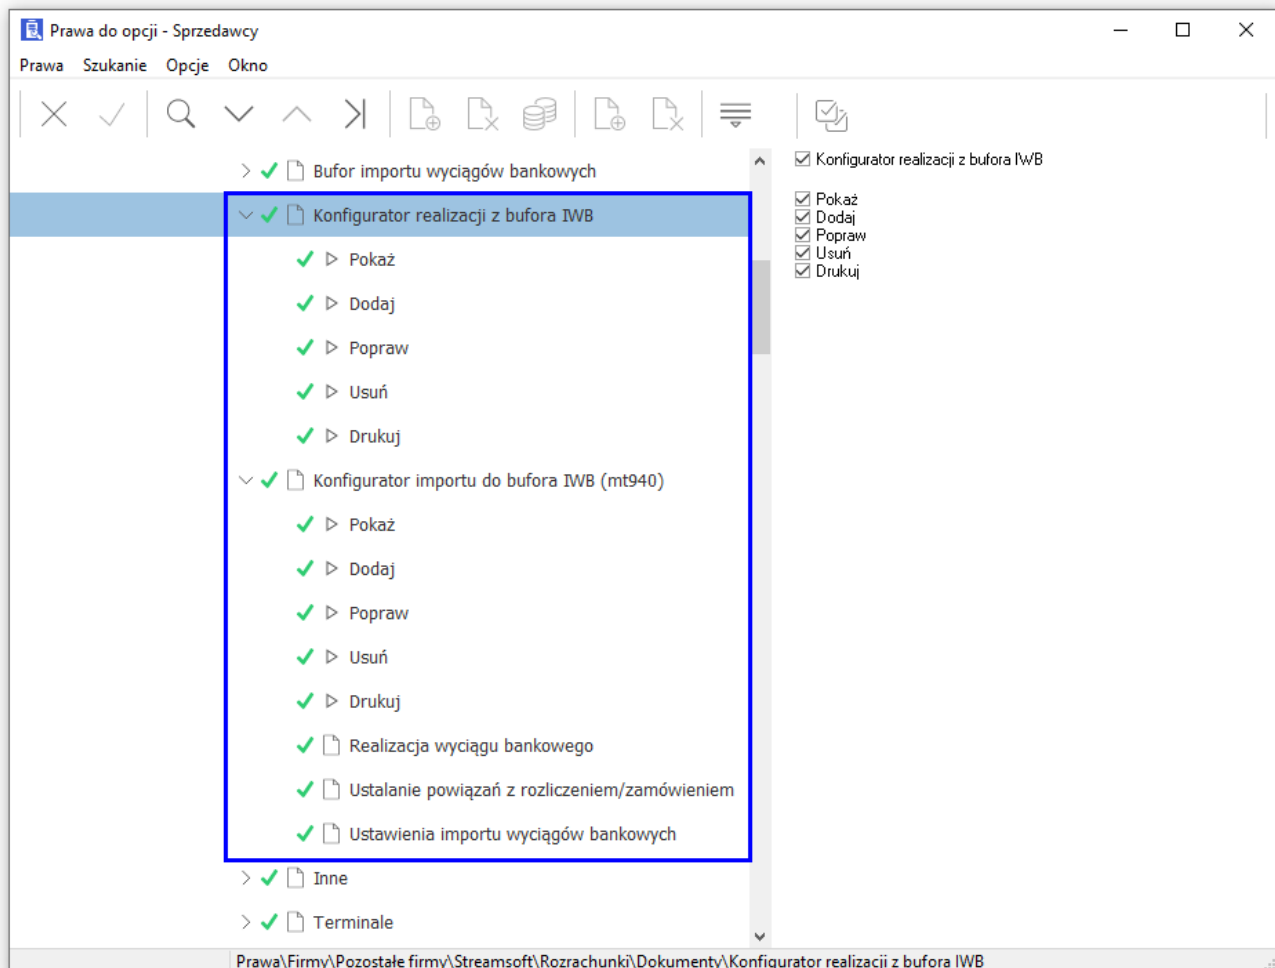 Prawa do opcji - Sprzedawcy
Prawa Szukanie Opcje Okno
Bufor importu wyciągów bankowych
Konfigurator realizacji z bufora IWB
Pokaż
Dodaj
Popraw
Usuń
Drukuj
Konfigurator importu do bufora IWB (mt940)
Pokaż
Dodaj
Popraw
Usuń
Drukuj
Realizacja wyciągu bankowego
Ustalanie powiązań z rozliczeniem/zamówieniem
Ustawienia importu wyciągów bankowych
Inne
Terminale
Konfigurator realizacji z bufora IWB
Pokaż
Dodaj
Popraw
Usuń
Drukuj
Prawa\Firmy\Pozostałe firmy\Streamsoft\Rozrachunki\Dokumenty\Konfigurator realizacji z bufora IWB